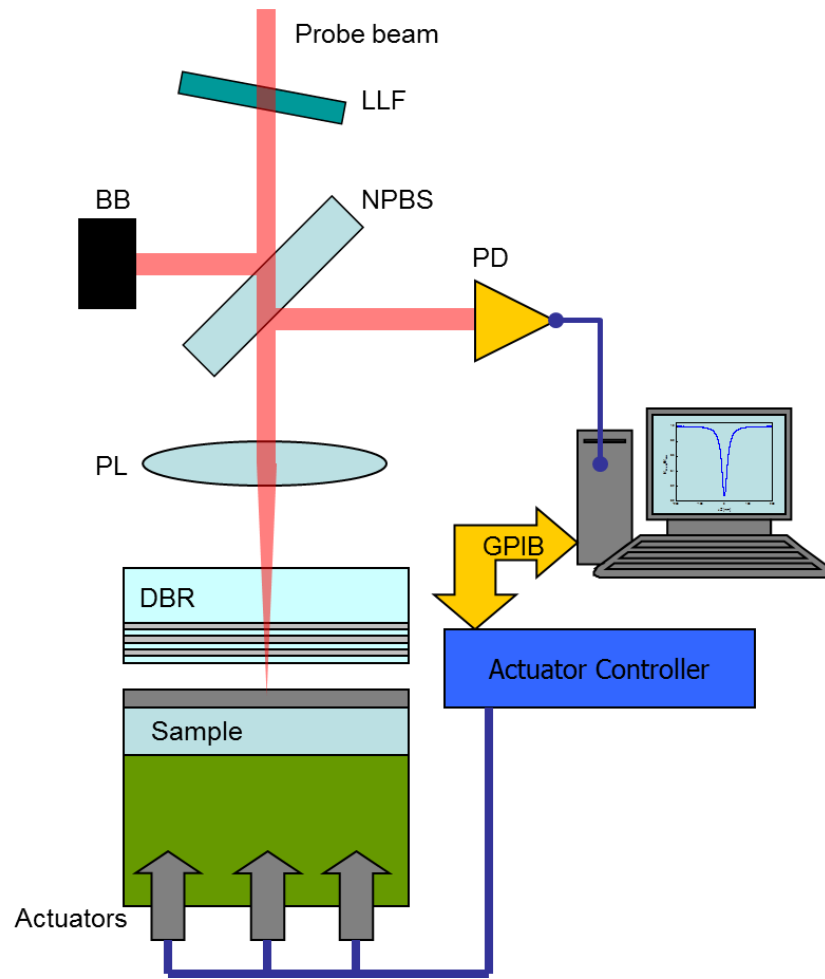 Probe beam
LLF
BB
NPBS
PD
PL
GPIB
DBR
Actuator Controller
Sample
Actuators